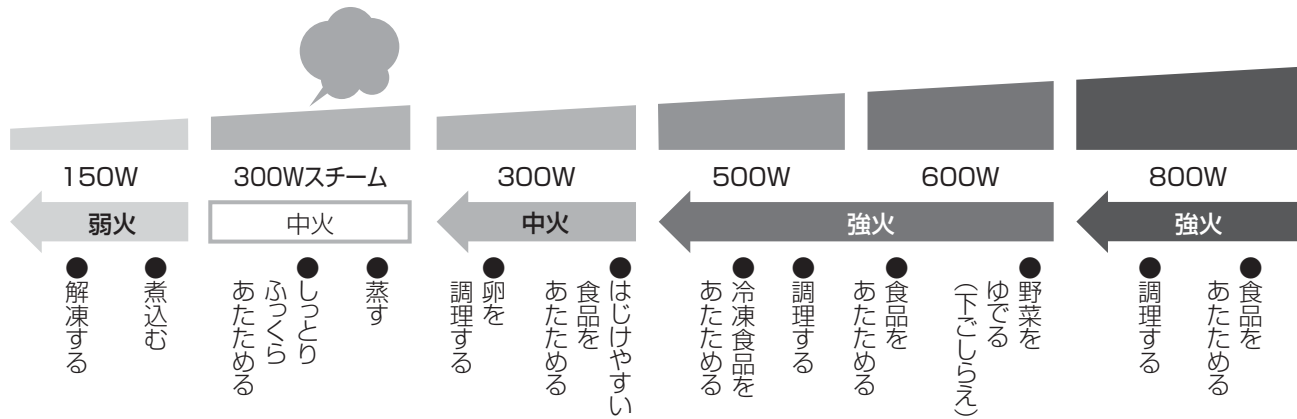 150W
300Wスチーム
300W
500W
600W
800W
弱火
中火
中火
強火
強火
●解凍する
●煮込む
●しっとり
ふっくら
あたためる
●蒸す
●卵を
調理する
●はじけやすい
食品を
あたためる
●冷凍食品を
あたためる
●調理する
●食品を
あたためる
●野菜を
ゆでる
(下ごしらえ)
●調理する
●食品を
あたためる